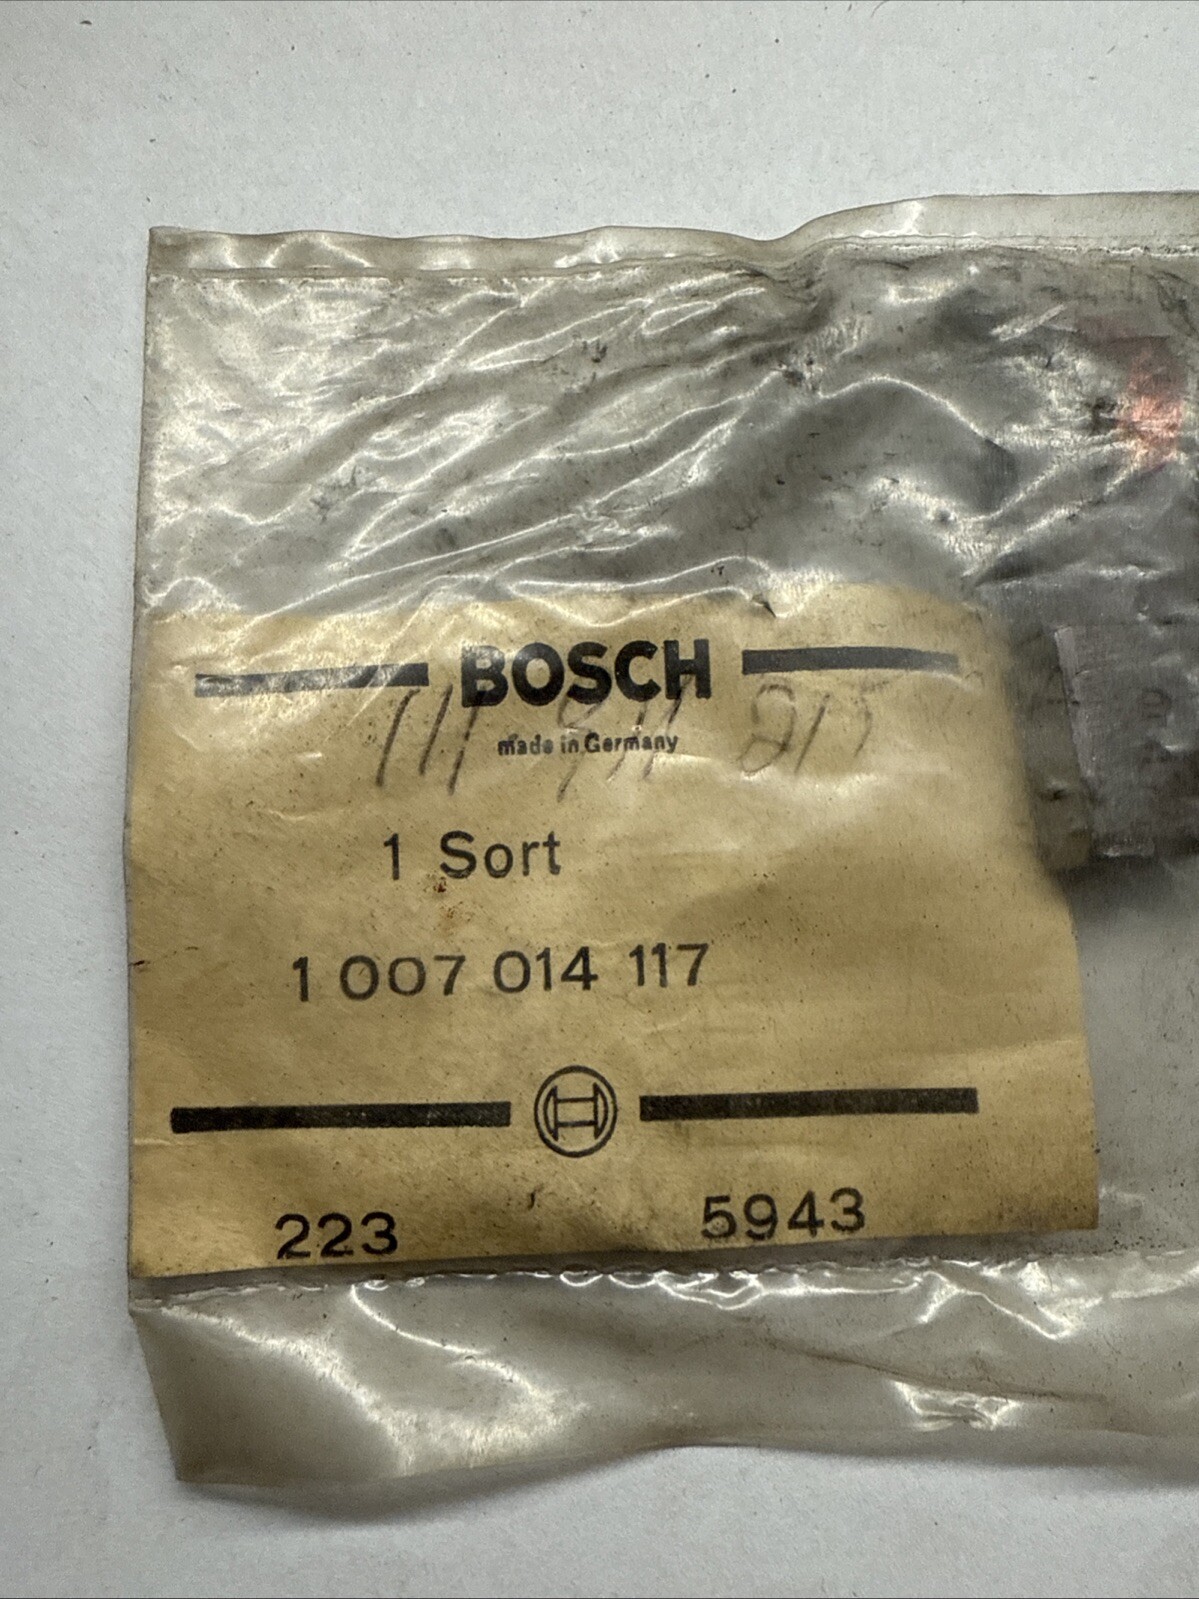 BOSCH
made in Germany
1 Sort
1 007 014 117
223 5943